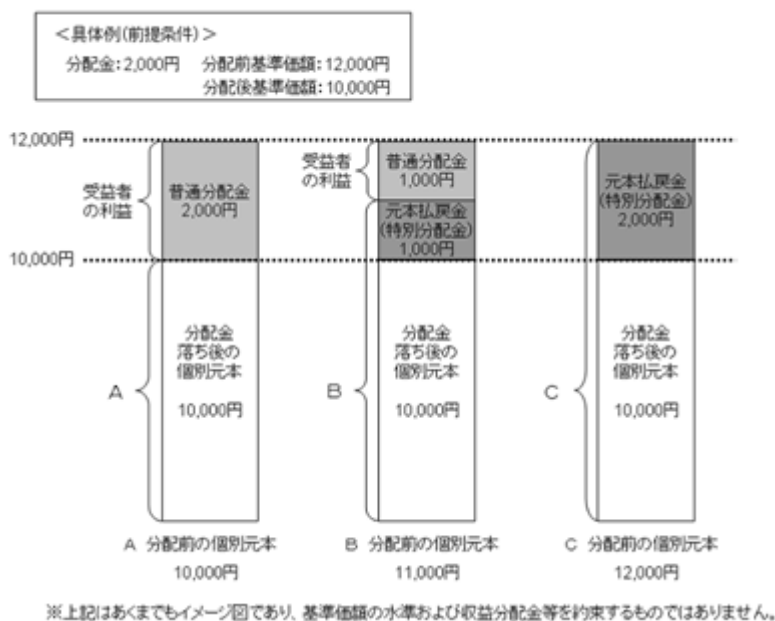 ＜具体例(前提条件)＞
分配金：2,000円　分配前基準価額：12,000円
分配後基準価額：10,000円
12,000円
受益者
の利益
普通分配金
2,000円
受益者
の利益
普通分配金
1,000円
元本払戻金
(特別分配金)
1,000円
元本払戻金
(特別分配金)
2,000円
10,000円
A
分配金
落ち後の
個別元本
10,000円
B
分配金
落ち後の
個別元本
10,000円
C
分配金
落ち後の
個別元本
10,000円
A 分配前の個別元本
10,000円
B 分配前の個別元本
11,000円
C 分配前の個別元本
12,000円
※上記はあくまでもイメージ図であり、基準価額の水準および収益分配金等を約束するものではありません。